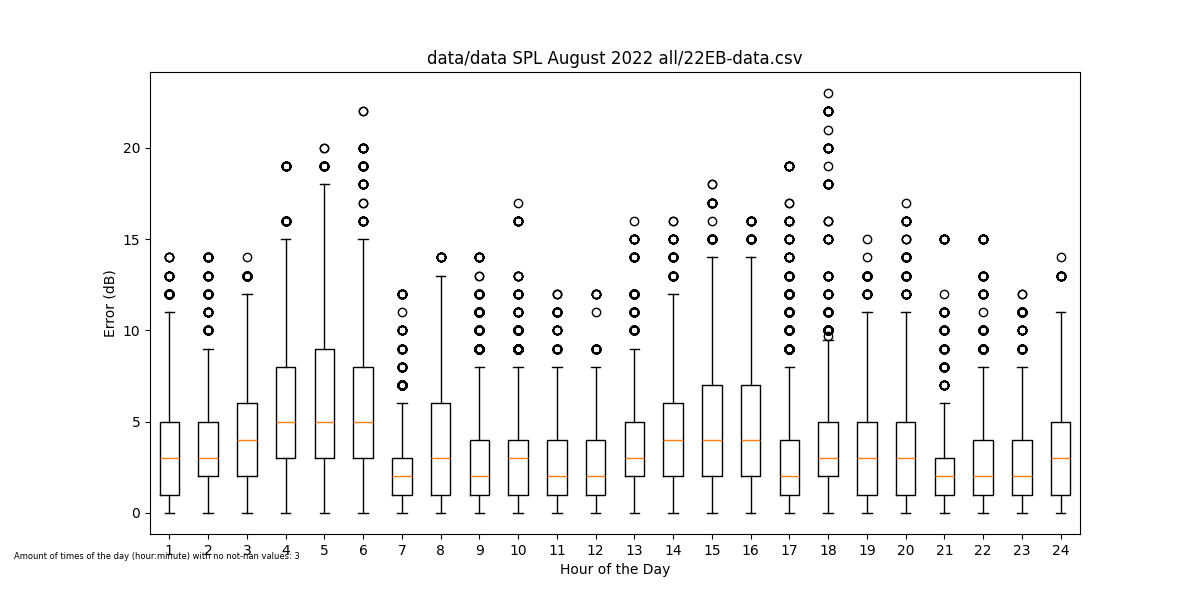 data/data SPL August 2022 all/22EB-data.csv
Error (dB)
20
15
10
5
0
1 2 3 4 5 6 7 8 9 10 11 12 13 14 15 16 17 18 19 20 21 22 23 24
Amount of times of the day (hour:minute) with no not-nan values: 3
Hour of the Day